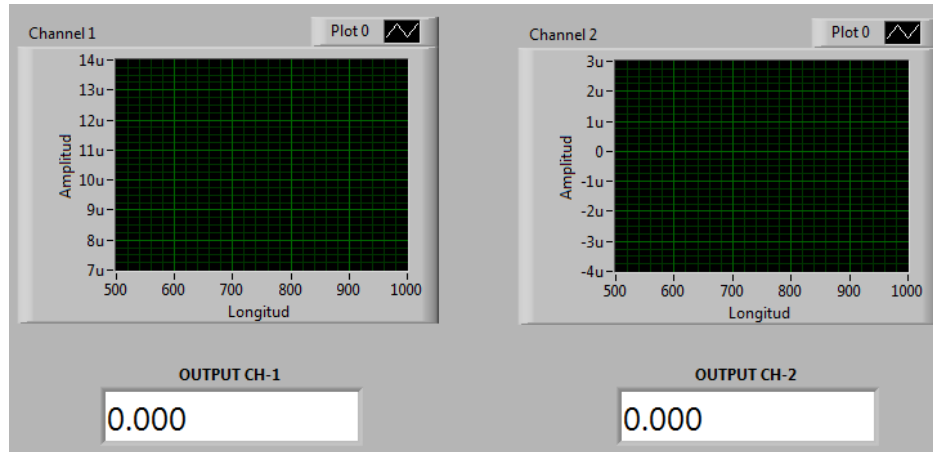 Channel 1 Plot 0
14u
13u
12u
11u
10u
9u
8u
7u
Amplitud
500 600 700 800 900 1000
Longitud
Channel 2 Plot 0
3u
2u
1u
0
-1u
-2u
-3u
-4u
Amplitud
500 600 700 800 900 1000
Longitud
OUTPUT CH-1
0.000
OUTPUT CH-2
0.000